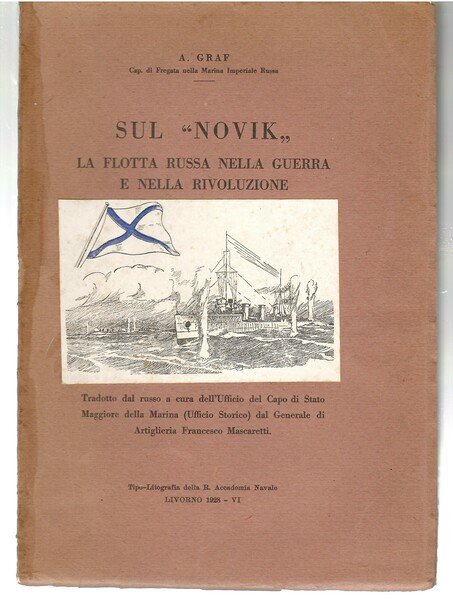 A. GRAF
Cap. di Fregata nella Marina Imperiale Russa
SUL “NOVIK„
LA FLOTTA RUSSA NELLA GUERRA
E NELLA RIVOLUZIONE
Tradotto dal russo a cura dell'Ufficio del Capo di Stato
Maggiore della Marina (Ufficio Storico) dal Generale di
Artiglieria Francesco Mascaretti.
Tipo-Litografia della R. Accademia Navale
LIVORNO 1928 - VI